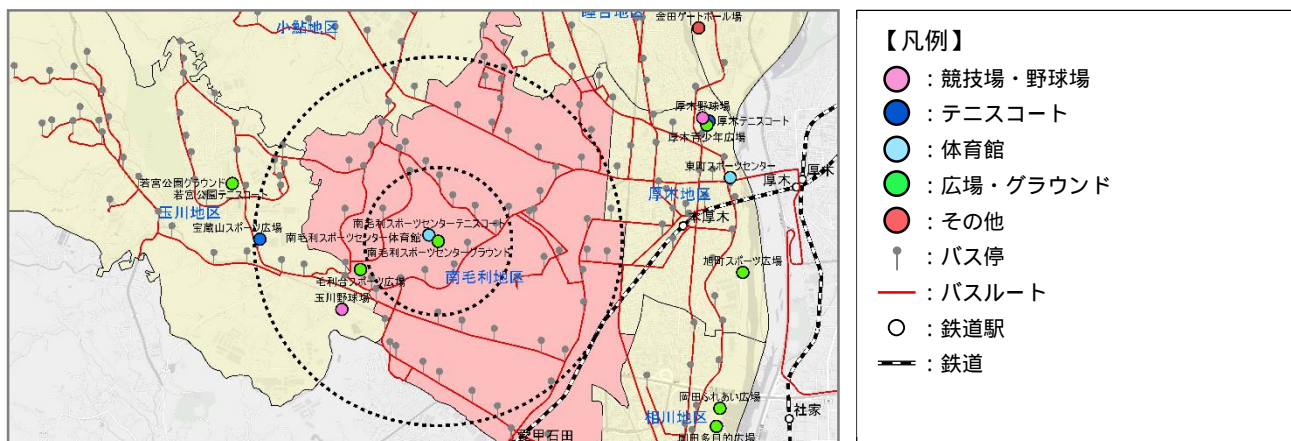 小鮎地区
睦合地区
金田ゲートボール場
厚木野球場
厚木テニスコート
厚木青少年広場
東町スポーツセンター
厚木
厚木
厚木地区
本厚木
若宮公園グラウンド
若宮公園テニスコート
玉川地区
宝蔵山スポーツ広場
南毛利スポーツセンターテニスコート
南毛利スポーツセンター体育館
南毛利スポーツセンターグラウンド
旭町スポーツ広場
毛利台スポーツ広場
南毛利地区
玉川野球場
岡田ふれあい広場
相川地区
社家
愛甲石田
岡田多目的広場
【凡例】
：競技場・野球場
：テニスコート
：体育館
：広場・グラウンド
：その他
：バス停
：バスルート
：鉄道駅
：鉄道